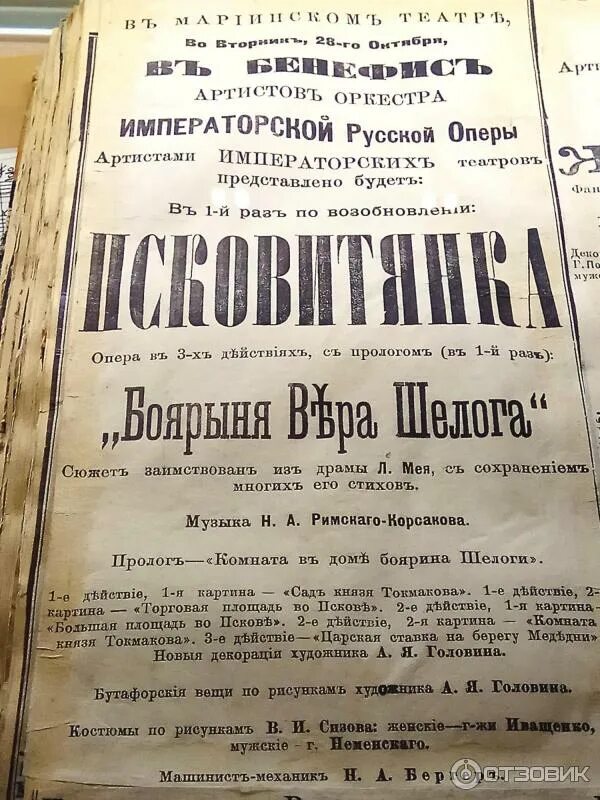 ВЪ МАРІИНСКОМЪ ТЕАТРѢ,
Во Вторникъ, 28-го Октября,
ВЪ БЕНЕФИСЪ
АРТИСТОВЪ ОРКЕСТРА
ИМПЕРАТОРСКОЙ Русской Оперы
Артистами ИМПЕРАТОРСКИХЪ театровъ
представлено будетъ:
Въ 1-й разъ по возобновленіи:
ПСКОВИТЯНКА
Опера въ 3-хъ дѣйствіяхъ, съ прологомъ (въ 1-й разъ):
„Боярыня Вѣра Шелога“
Сюжетъ заимствованъ изъ драмы Л. Мея, съ сохраненіемъ
многихъ его стиховъ.
Музыка Н. А. Римскаго-Корсакова.
Прологъ—«Комната въ домѣ боярина Шелоги».
1-е дѣйствіе, 1-я картина — «Садъ князя Токмакова». 1-е дѣйствіе, 2-
картина — «Торговая площадь во Псковѣ». 2-е дѣйствіе, 1-я картина—
«Большая площадь во Псковѣ». 2-е дѣйствіе, 2-я картина — «Комната
князя Токмакова». 3-е дѣйствіе—«Царская ставка на берегу Медѣдни»
Новыя декораціи художника А. Я. Головина.
Бутафорскія вещи по рисункамъ художника А. Я. Головина.
Костюмы по рисункамъ В. И. Сизова: женскіе—г-жи Иващенко,
мужскіе - г. Неменскаго.
Машинистъ-механикъ Н. А. Бергеръ.
Арти
Фан
Деко
Г. По
муже
ОТЗОВИК